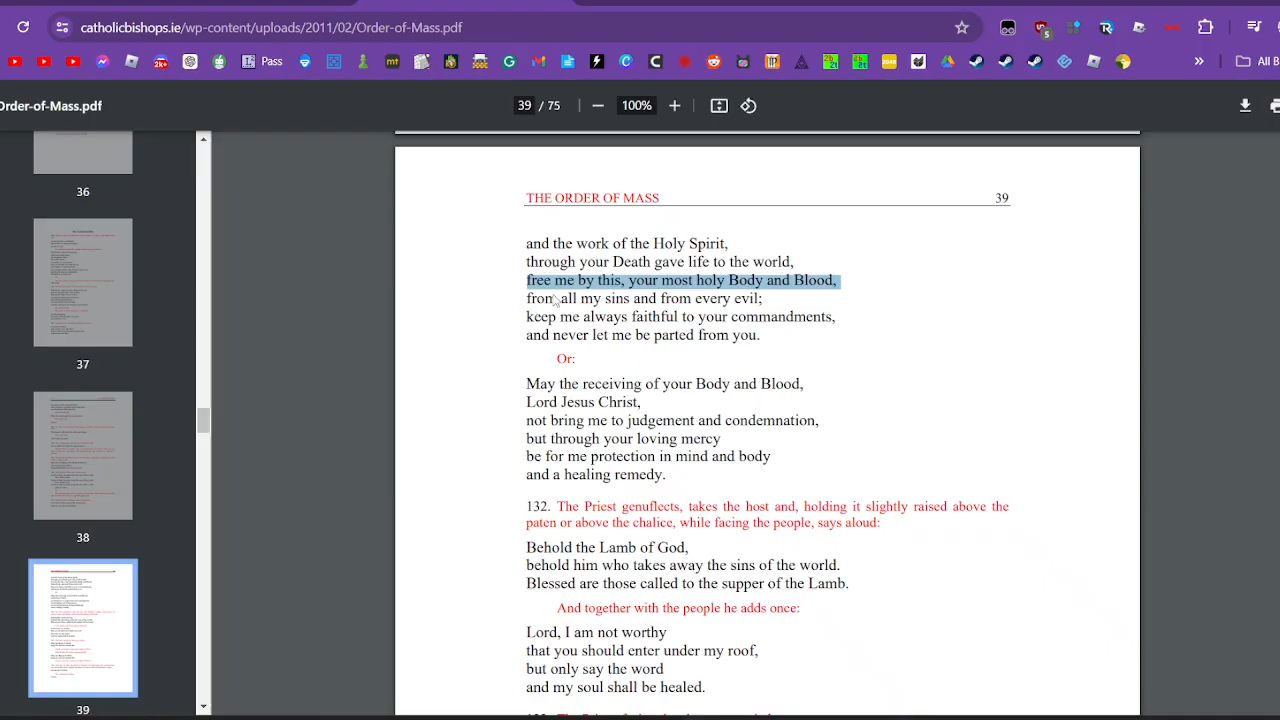 catholicbishops.ie/wp-content/uploads/2011/02/Order-of-Mass.pdf
5
20+
Pass
mt
All B
Order-of-Mass.pdf
39 / 75
100%
36
37
38
39
THE ORDER OF MASS 39
and the work of the Holy Spirit,
through your Death gave life to the world,
free me by this, your most holy Body and Blood,
from all my sins and from every evil;
keep me always faithful to your commandments,
and never let me be parted from you.
Or:
May the receiving of your Body and Blood,
Lord Jesus Christ,
not bring me to judgement and condemnation,
but through your loving mercy
be for me protection in mind and body
and a healing remedy.
132. The Priest genuflects, takes the host and, holding it slightly raised above the
paten or above the chalice, while facing the people, says aloud:
Behold the Lamb of God,
behold him who takes away the sins of the world.
Blessed are those called to the supper of the Lamb.
And together with the people he adds once:
Lord, I am not worthy
that you should enter under my roof,
but only say the word
and my soul shall be healed.